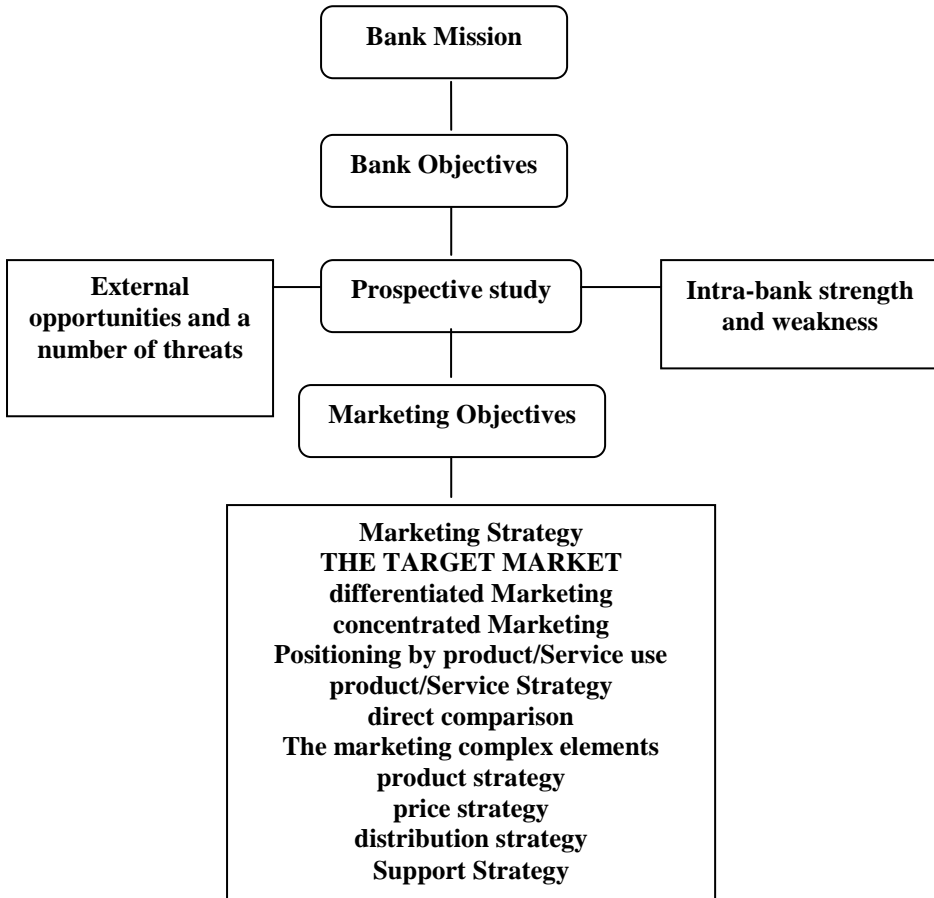 Bank Mission
Bank Objectives
External
opportunities and a
number of threats
Prospective study
Intra-bank strength
and weakness
Marketing Objectives
Marketing Strategy
THE TARGET MARKET
differentiated Marketing
concentrated Marketing
Positioning by product/Service use
product/Service Strategy
direct comparison
The marketing complex elements
product strategy
price strategy
distribution strategy
Support Strategy